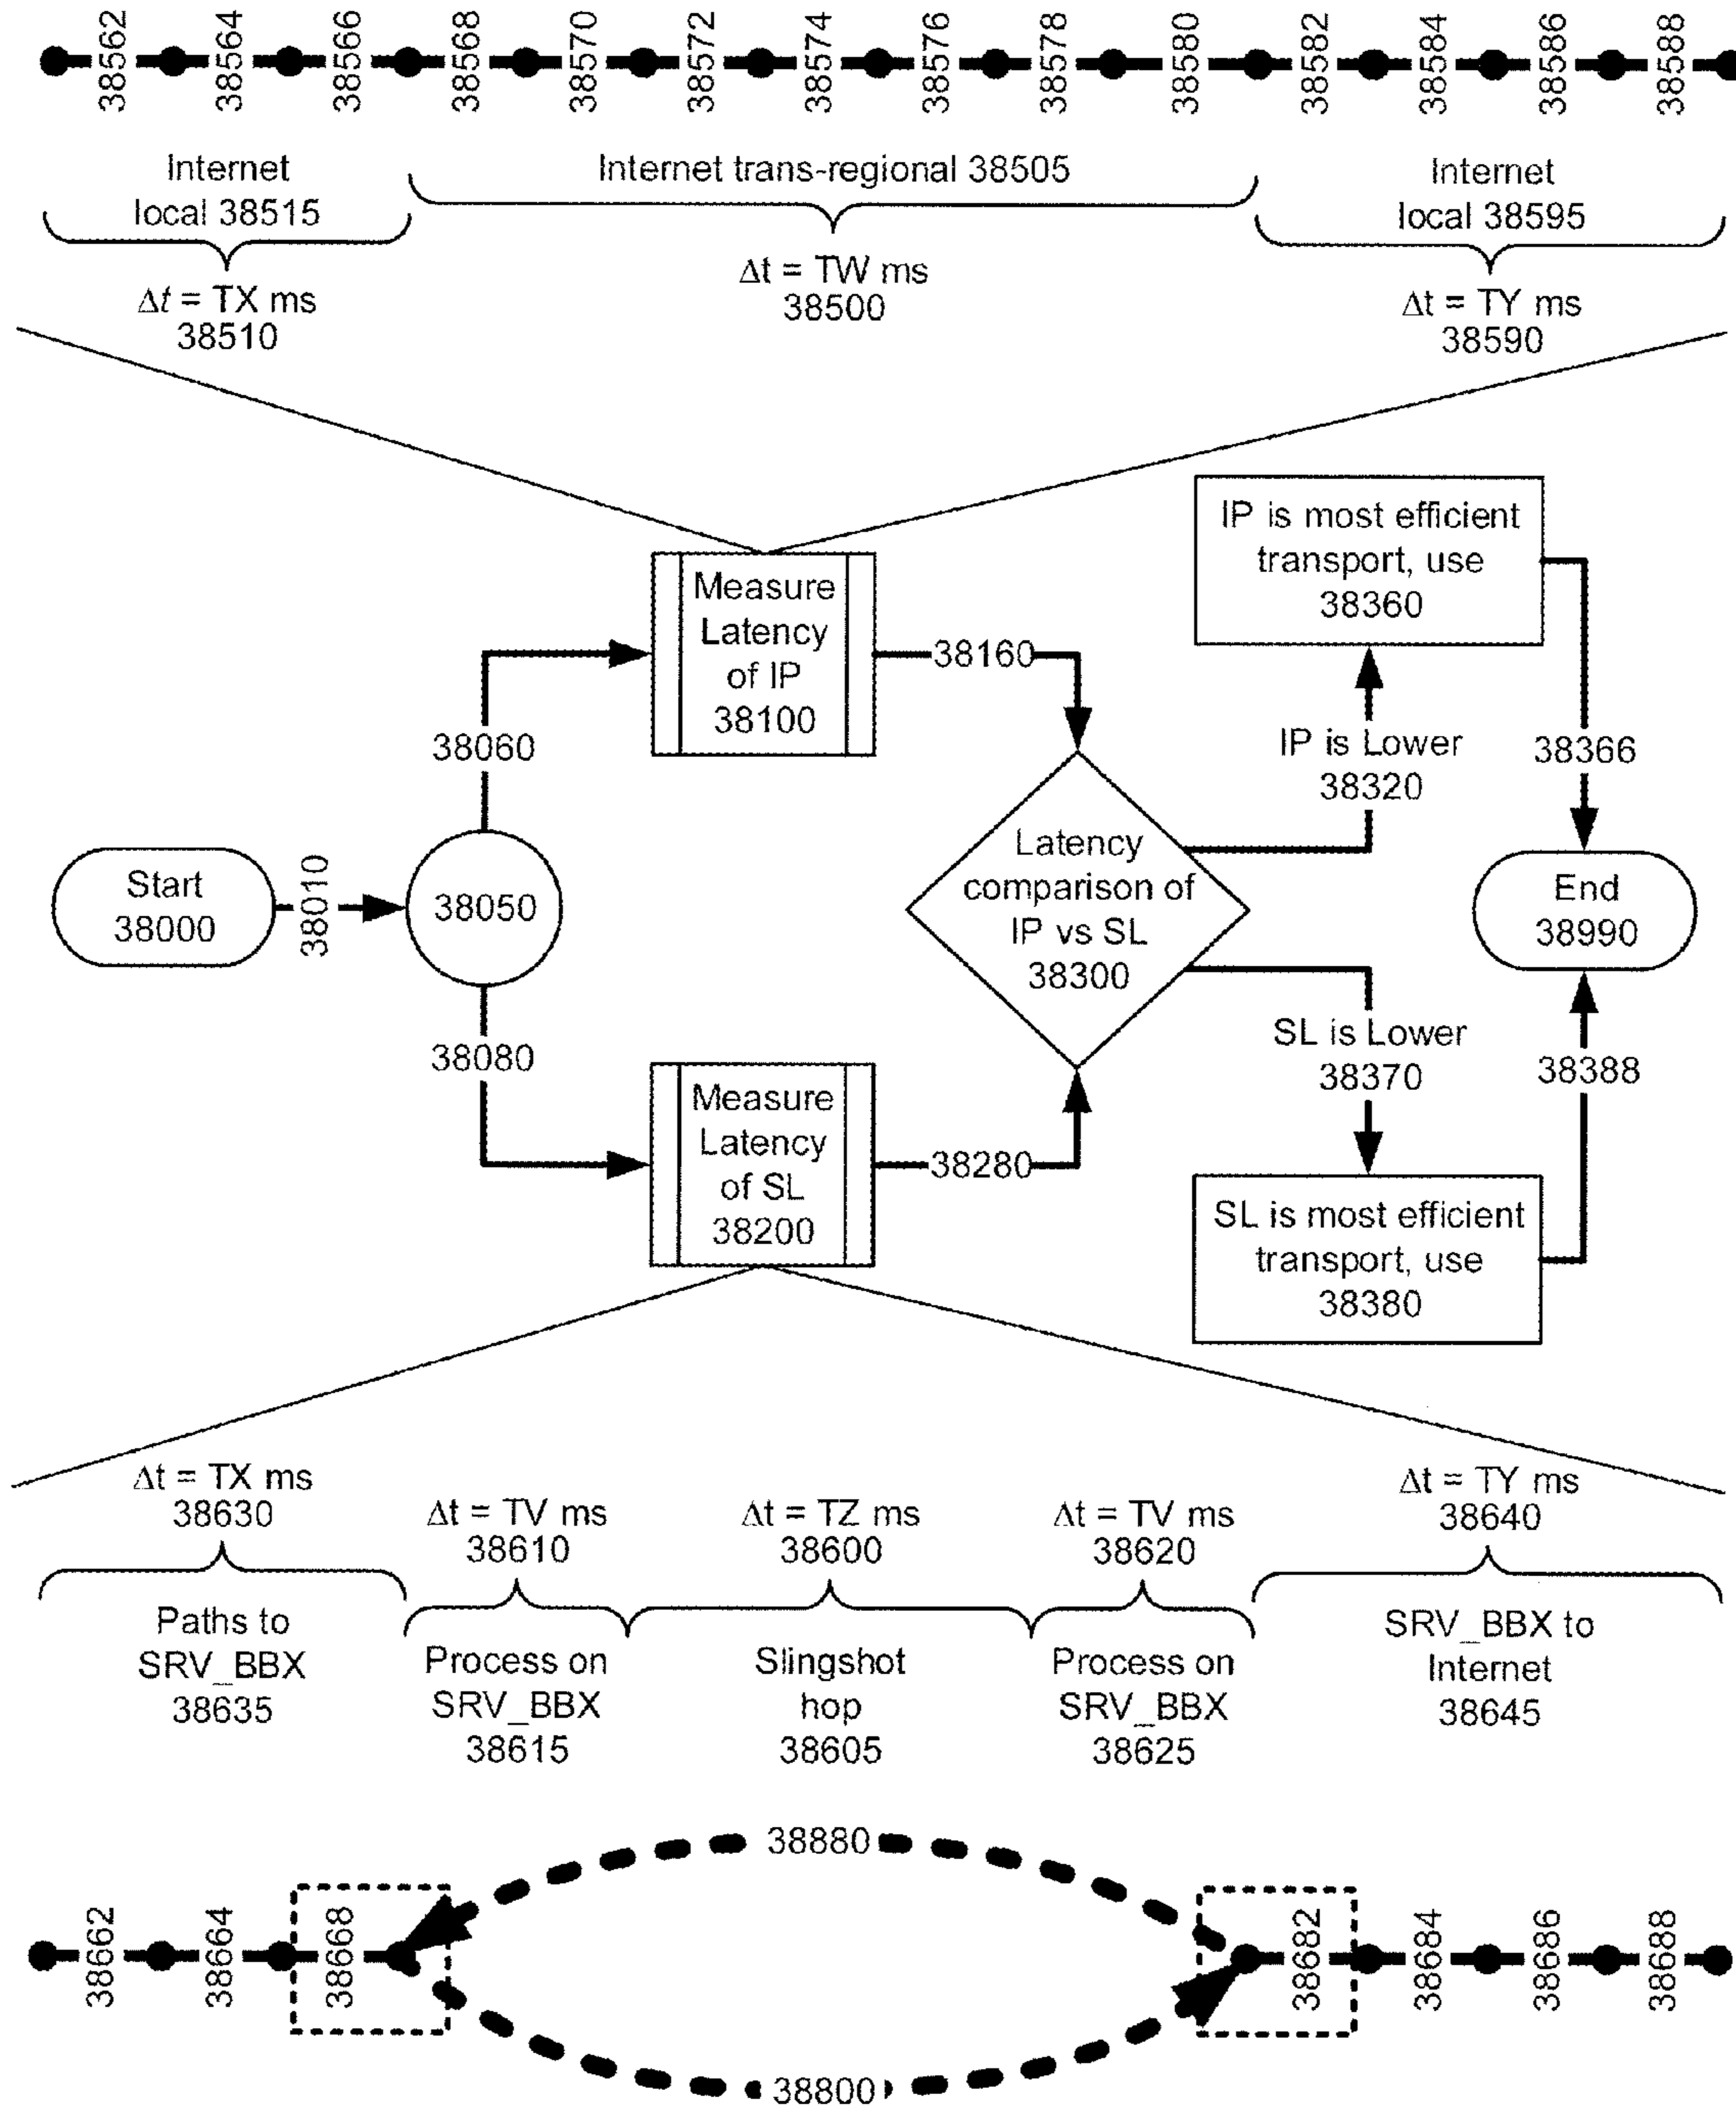 38562 38564 38566 38568 38570 38572 38574 38576 38578 38580 38582 38584 38586 38588
Internet
local 38515
Internet trans-regional 38505
Internet
local 38595
Δt = TX ms
38510
Δt = TW ms
38500
Δt = TY ms
38590
Measure
Latency
of IP
38100
IP is most efficient
transport, use
38360
38160
38060
IP is Lower
38320
38366
Start
38000
38010
38050
Latency
comparison of
IP vs SL
38300
End
38990
38080
SL is Lower
38370
38388
Measure
Latency
of SL
38200
38280
SL is most efficient
transport, use
38380
Δt = TX ms
38630
Δt = TV ms
38610
Δt = TZ ms
38600
Δt = TV ms
38620
Δt = TY ms
38640
Paths to
SRV_BBX
38635
Process on
SRV_BBX
38615
Slingshot
hop
38605
Process on
SRV_BBX
38625
SRV_BBX to
Internet
38645
38880
38662 38664 38668 38682 38684 38686 38688
38800